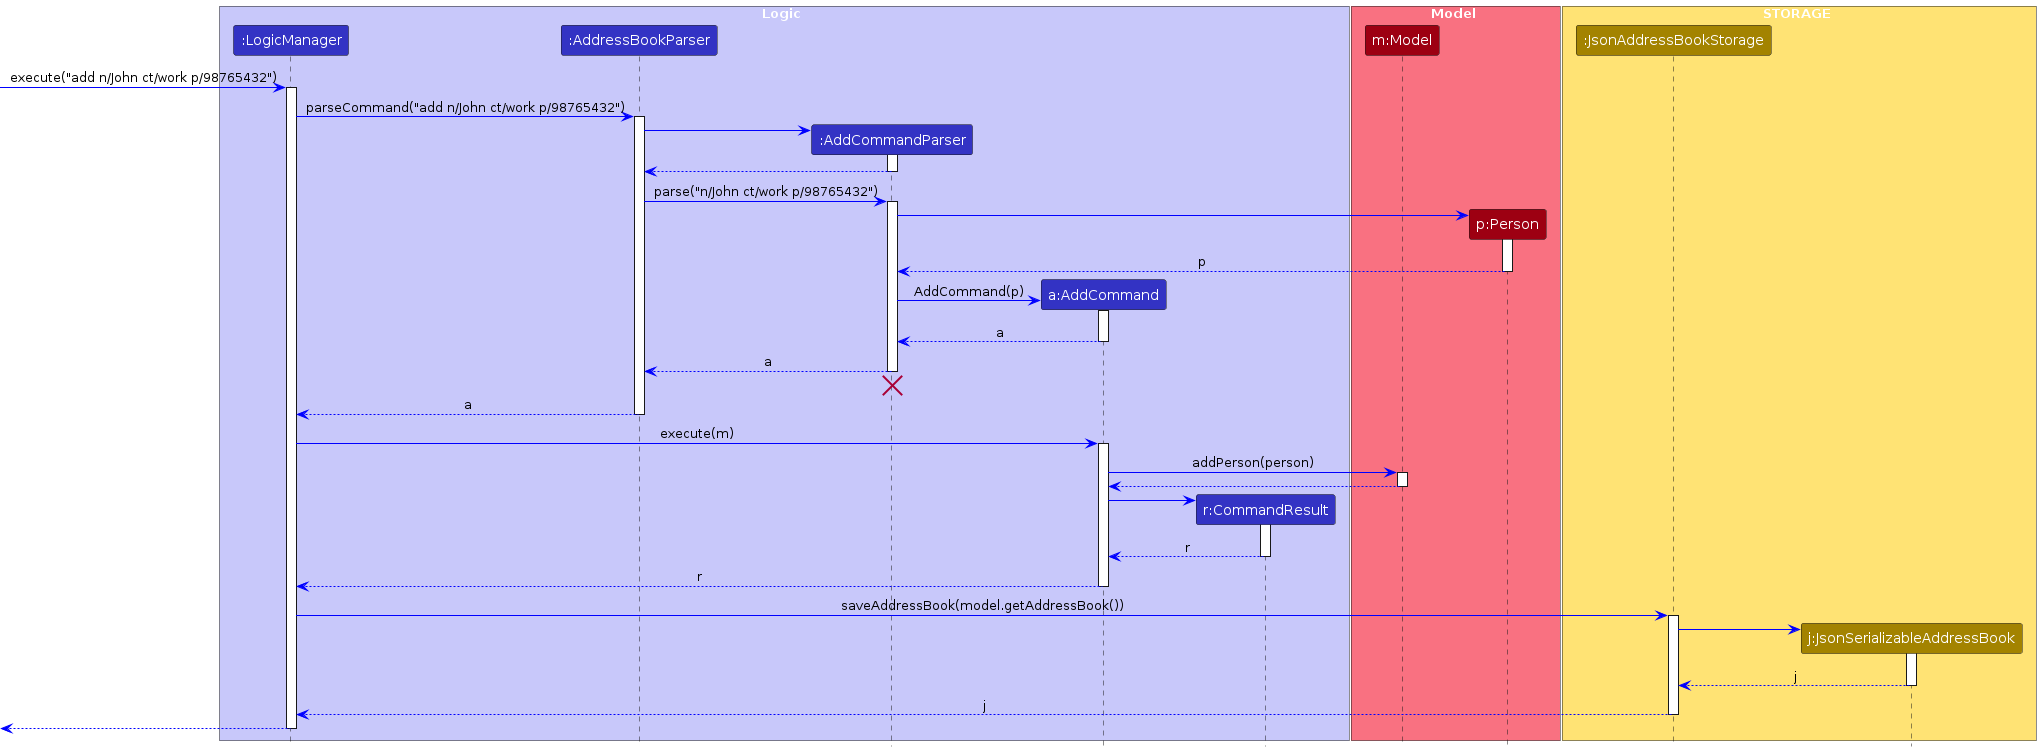 Logic
Model
STORAGE
:LogicManager
:AddressBookParser
m:Model
:JsonAddressBookStorage
execute("add n/John ct/work p/98765432")
parseCommand("add n/John ct/work p/98765432")
:AddCommandParser
parse("n/John ct/work p/98765432")
p:Person
p
AddCommand(p)
a:AddCommand
a
a
a
execute(m)
addPerson(person)
r:CommandResult
r
r
saveAddressBook(model.getAddressBook())
j:JsonSerializableAddressBook
j
j